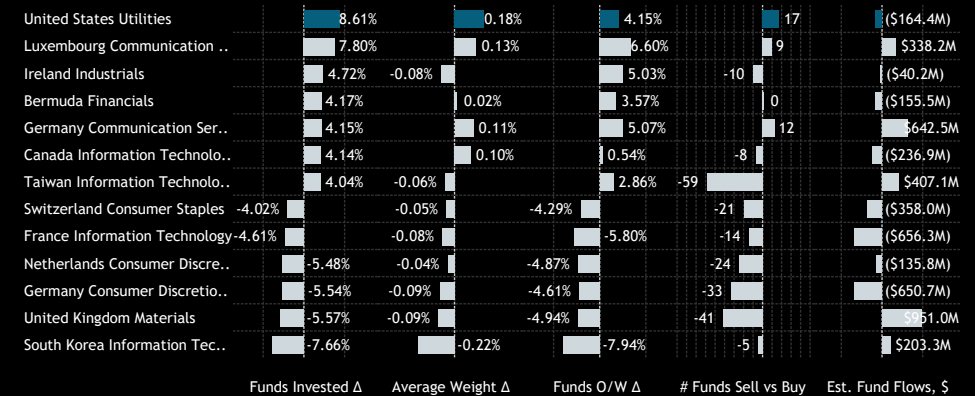 United States Utilities 8.61% 0.18% 4.15% 17 ($164.4M)
Luxembourg Communication .. 7.80% 0.13% 6.60% 9 $338.2M
Ireland Industrials 4.72% -0.08% 5.03% -10 ($40.2M)
Bermuda Financials 4.17% 0.02% 3.57% 0 ($155.5M)
Germany Communication Ser.. 4.15% 0.11% 5.07% 12 $642.5M
Canada Information Technolo.. 4.14% 0.10% 0.54% -8 ($236.9M)
Taiwan Information Technolo.. 4.04% -0.06% 2.86% -59 $407.1M
Switzerland Consumer Staples -4.02% -0.05% -4.29% -21 ($358.0M)
France Information Technology -4.61% -0.08% -5.80% -14 ($656.3M)
Netherlands Consumer Discre.. -5.48% -0.04% -4.87% -24 ($135.8M)
Germany Consumer Discretio.. -5.54% -0.09% -4.61% -33 ($650.7M)
United Kingdom Materials -5.57% -0.09% -4.94% -41 $951.0M
South Korea Information Tec.. -7.66% -0.22% -7.94% -5 $203.3M
Funds Invested Δ Average Weight Δ Funds O/W Δ # Funds Sell vs Buy Est. Fund Flows, $